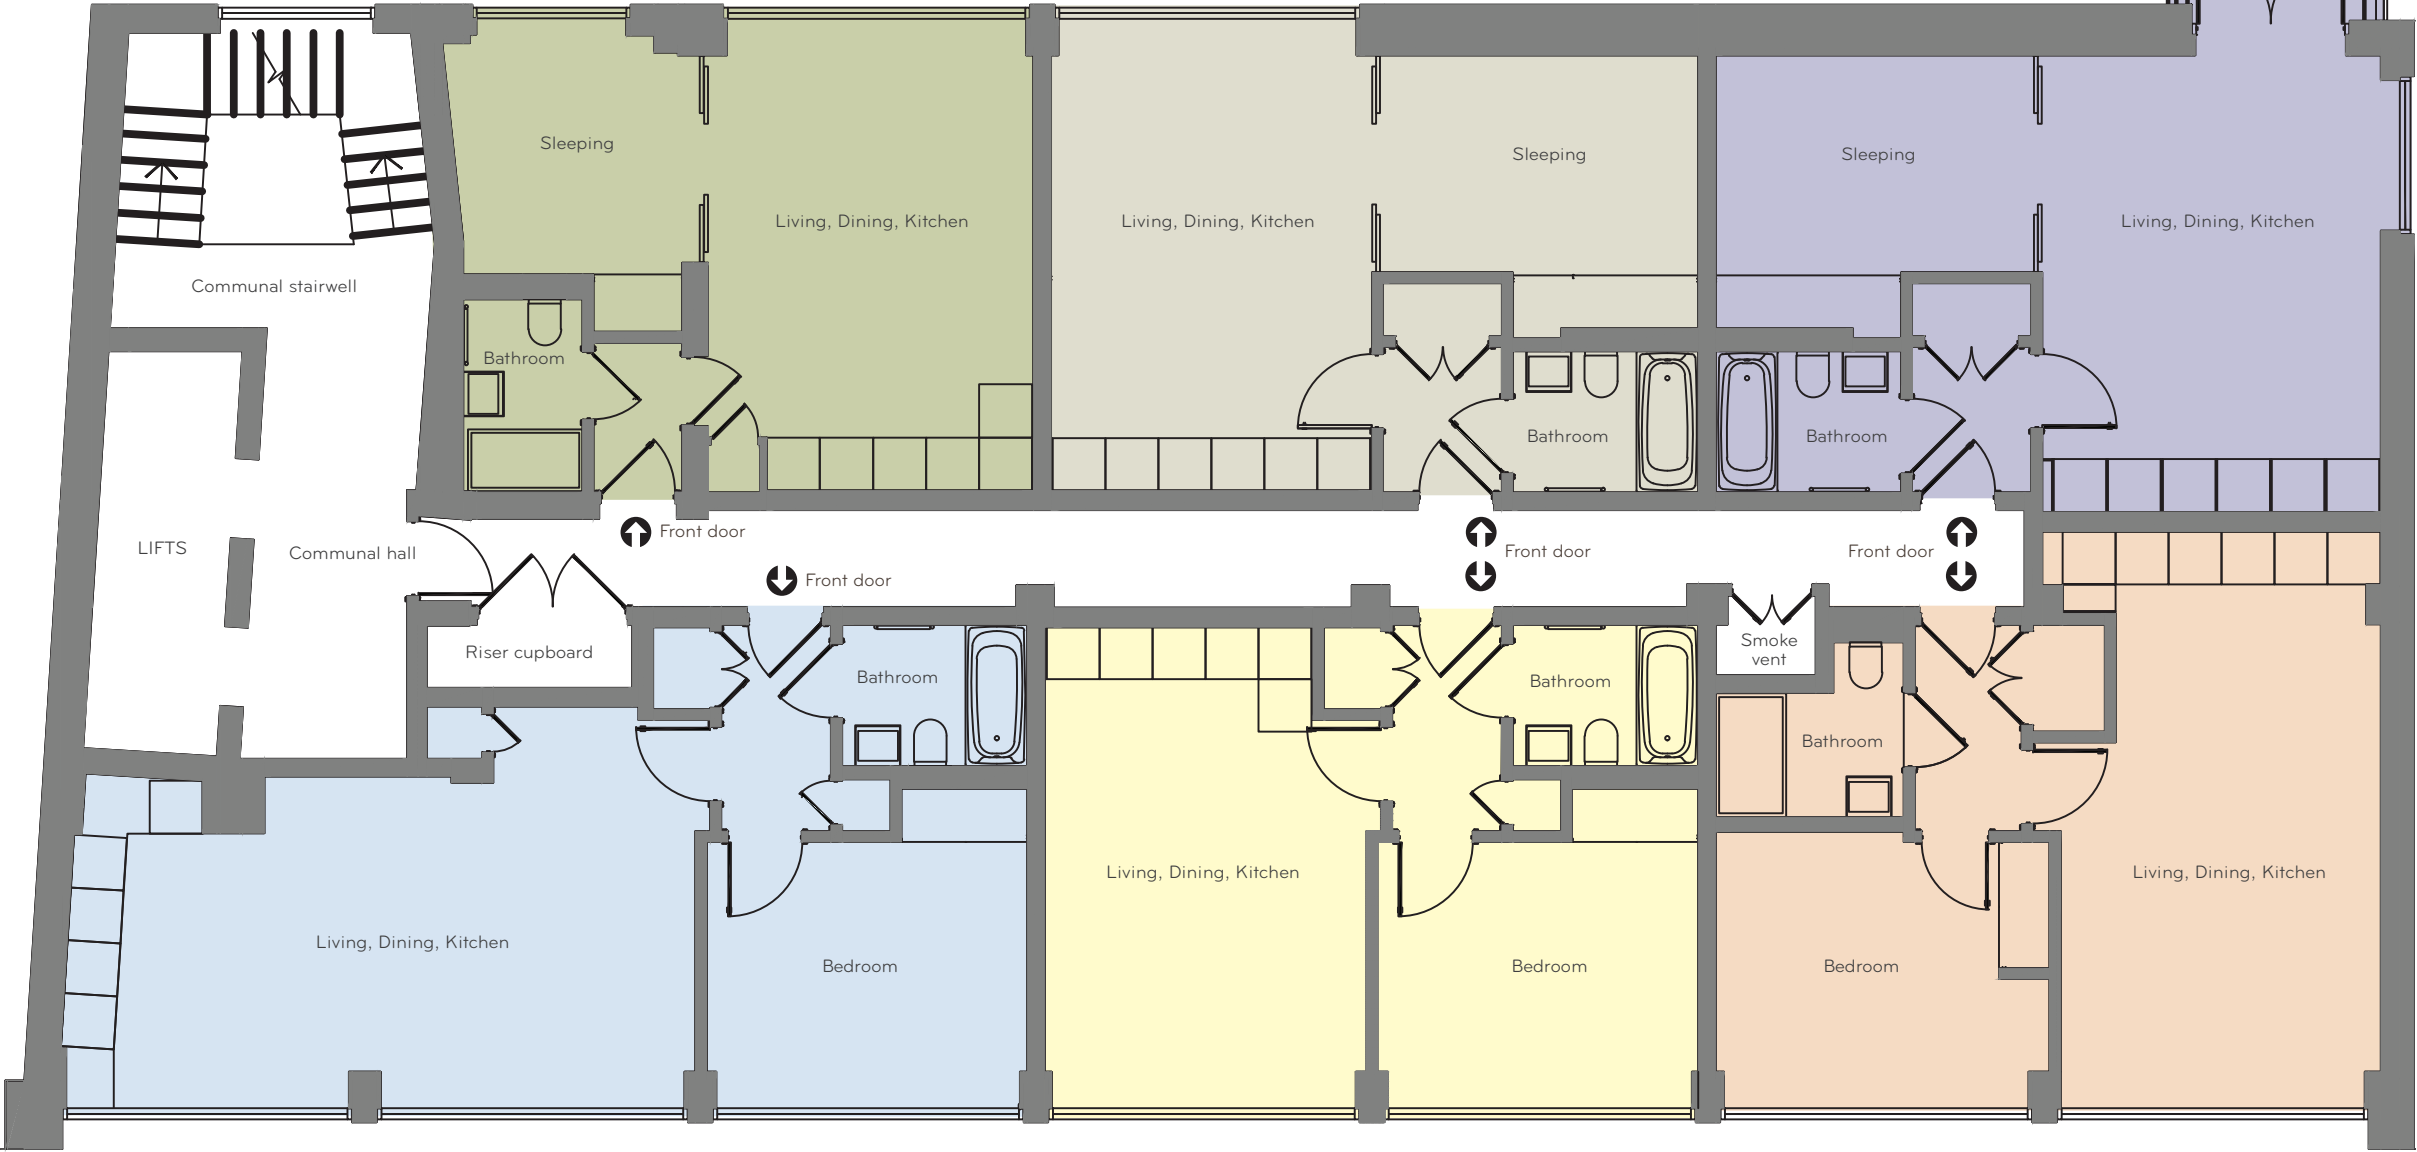 Sleeping
Sleeping
Sleeping
Living, Dining, Kitchen
Living, Dining, Kitchen
Living, Dining, Kitchen
Communal stairwell
Bathroom
Bathroom
Bathroom
LIFTS
Communal hall
Front door
Front door
Front door
Front door
Riser cupboard
Bathroom
Bathroom
Smoke
vent
Bathroom
Living, Dining, Kitchen
Living, Dining, Kitchen
Living, Dining, Kitchen
Bedroom
Bedroom
Bedroom